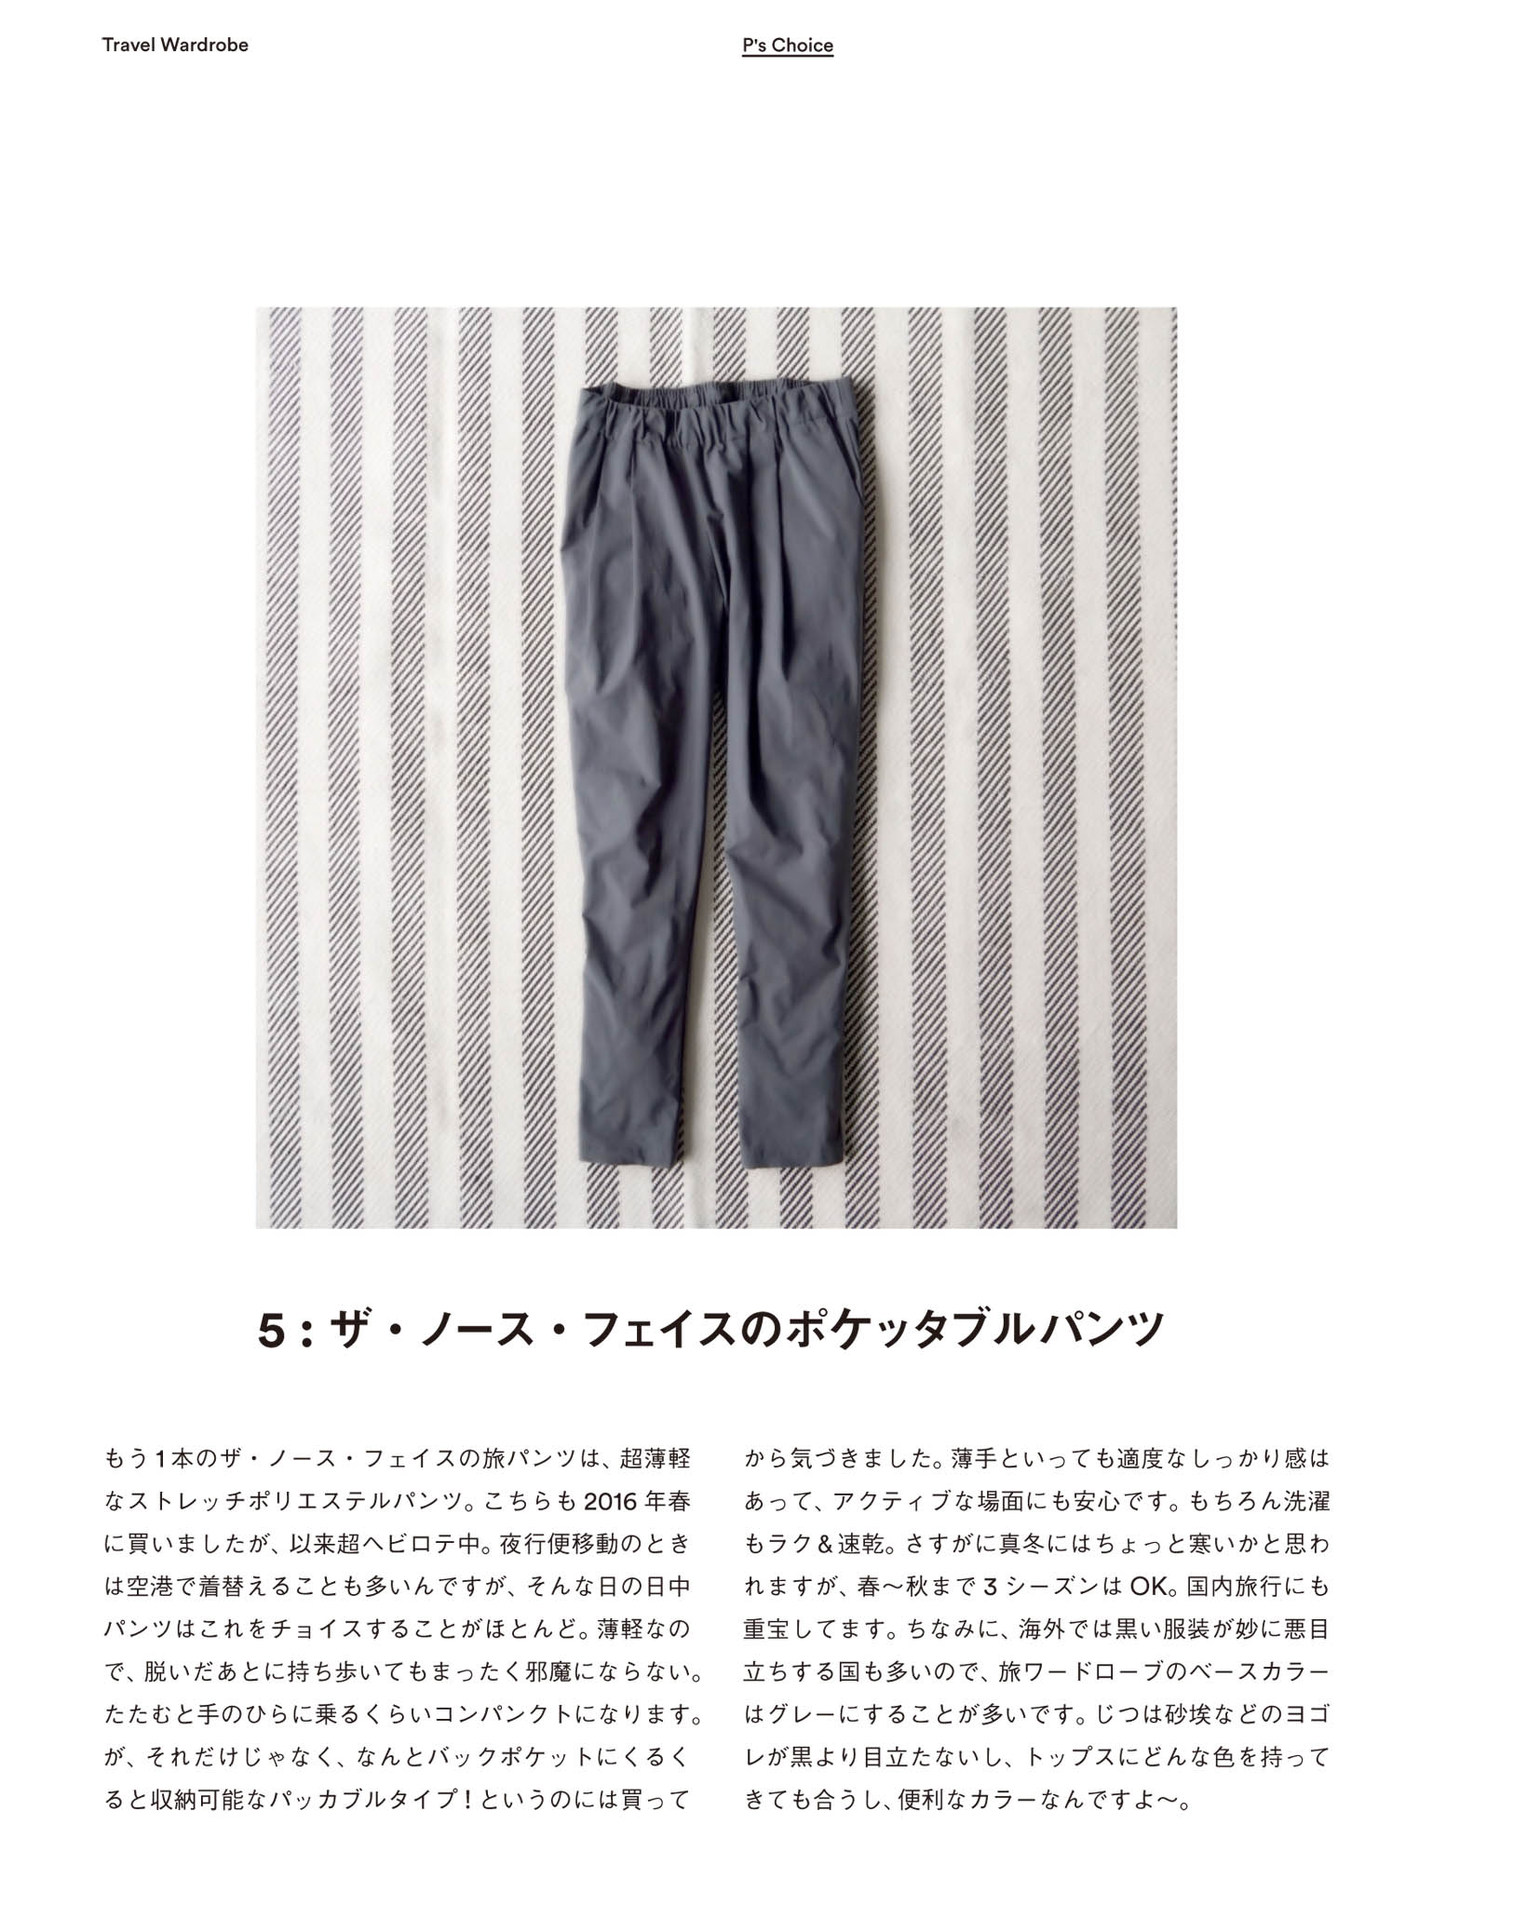 Travel Wardrobe
P's Choice
5 : ザ・ノース・フェイスのポケッタブルパンツ
もう1本のザ・ノース・フェイスの旅パンツは、超薄軽
なストレッチポリエステルパンツ。こちらも 2016 年春
に買いましたが、以来超ヘビロテ中。夜行便移動のとき
は空港で着替えることも多いんですが、そんな日の日中
パンツはこれをチョイスすることがほとんど。薄軽なの
で、脱いだあとに持ち歩いてもまったく邪魔にならない。
たたむと手のひらに乗るくらいコンパンクトになります。
が、それだけじゃなく、なんとバックポケットにくるく
ると収納可能なパッカブルタイプ！というのには買って
から気づきました。薄手といっても適度なしっかり感は
あって、アクティブな場面にも安心です。もちろん洗濯
もラク＆速乾。さすがに真冬にはちょっと寒いかと思わ
れますが、春〜秋まで 3 シーズンは OK。国内旅行にも
重宝してます。ちなみに、海外では黒い服装が妙に悪目
立ちする国も多いので、旅ワードローブのベースカラー
はグレーにすることが多いです。じつは砂埃などのヨゴ
レが黒より目立たないし、トップスにどんな色を持って
きても合うし、便利なカラーなんですよ〜。